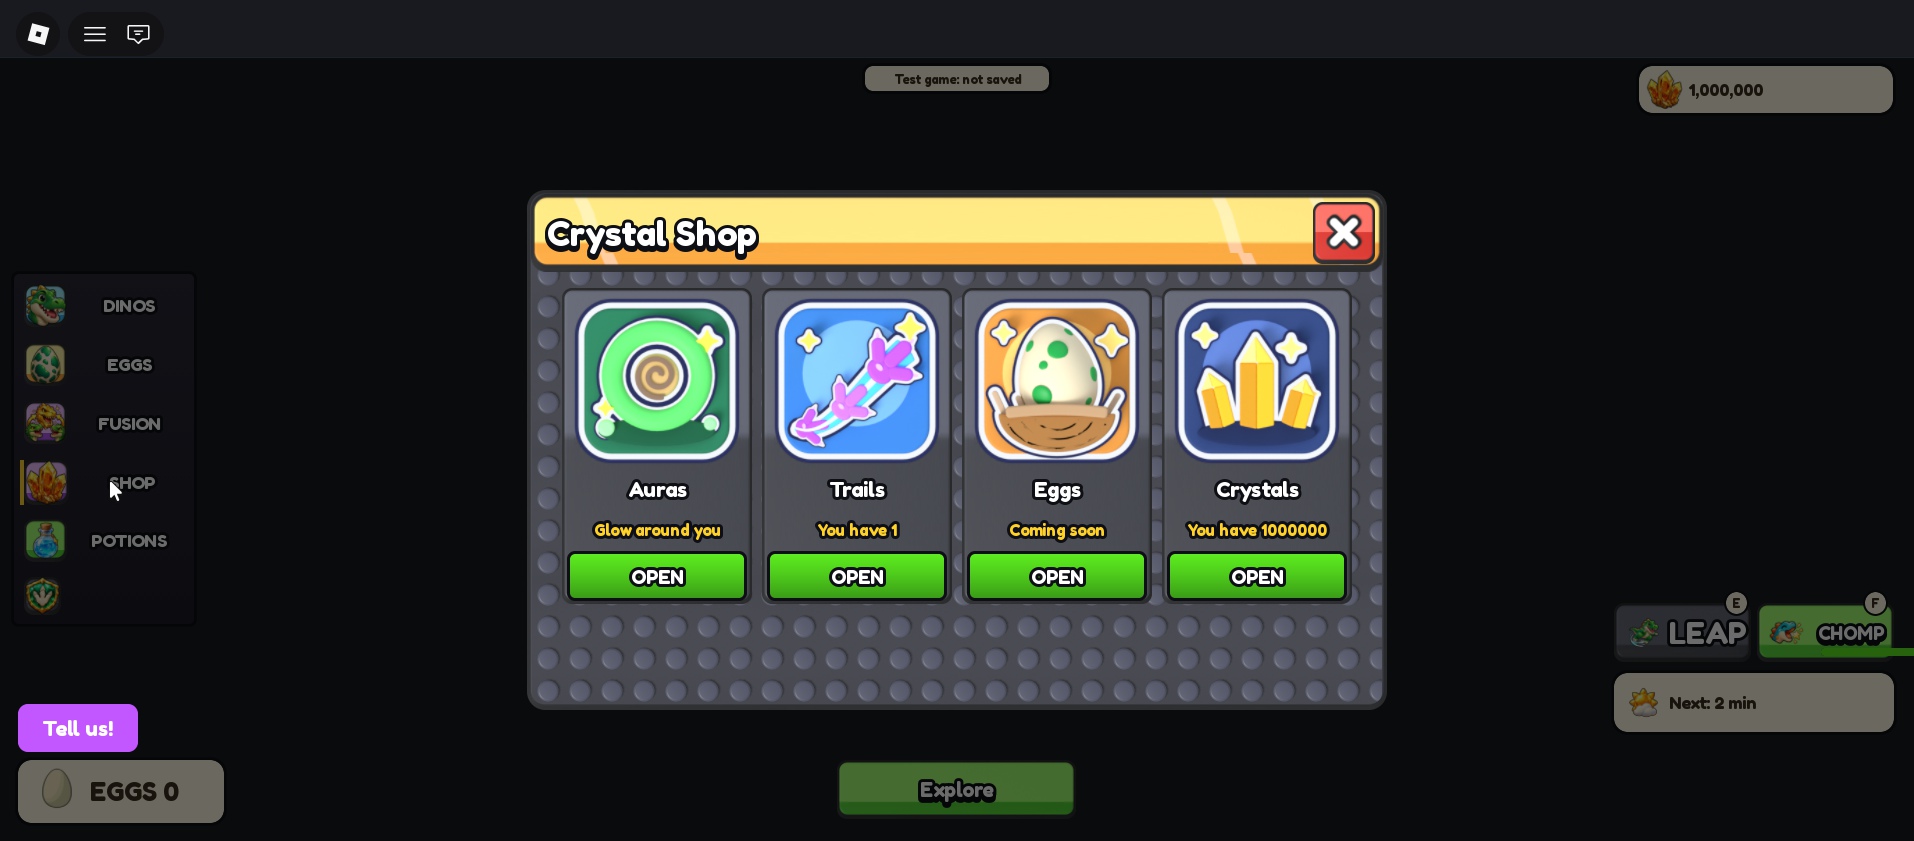 Test game: not saved
1,000,000
Crystal Shop
DINOS
EGGS
FUSION
SHOP
POTIONS
Auras
Glow around you
OPEN
Trails
You have 1
OPEN
Eggs
Coming soon
OPEN
Crystals
You have 1000000
OPEN
E
LEAP
F
CHOMP
Next: 2 min
Tell us!
EGGS 0
Explore